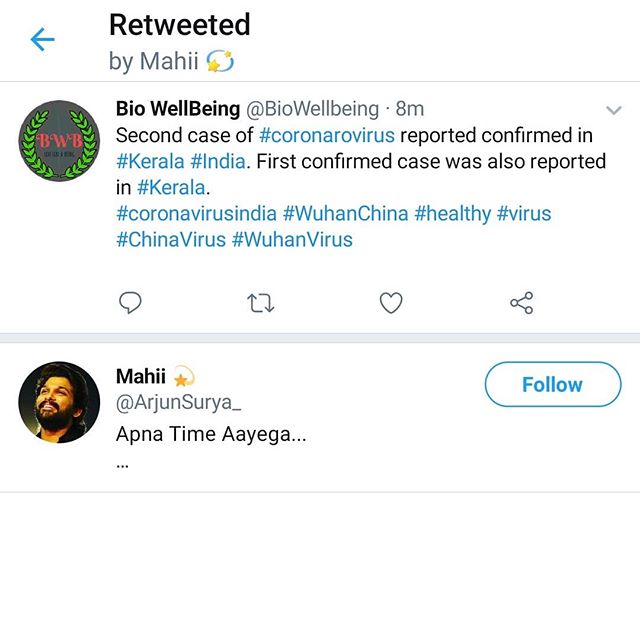 Retweeted
by Mahii
Bio WellBeing @BioWellbeing · 8m
Second case of #coronarovirus reported confirmed in
#Kerala #India. First confirmed case was also reported
in #Kerala.
#coronavirusindia #WuhanChina #healthy #virus
#ChinaVirus #WuhanVirus
BWB
Mahii
Follow
@ArjunSurya_
Apna Time Aayega...
...